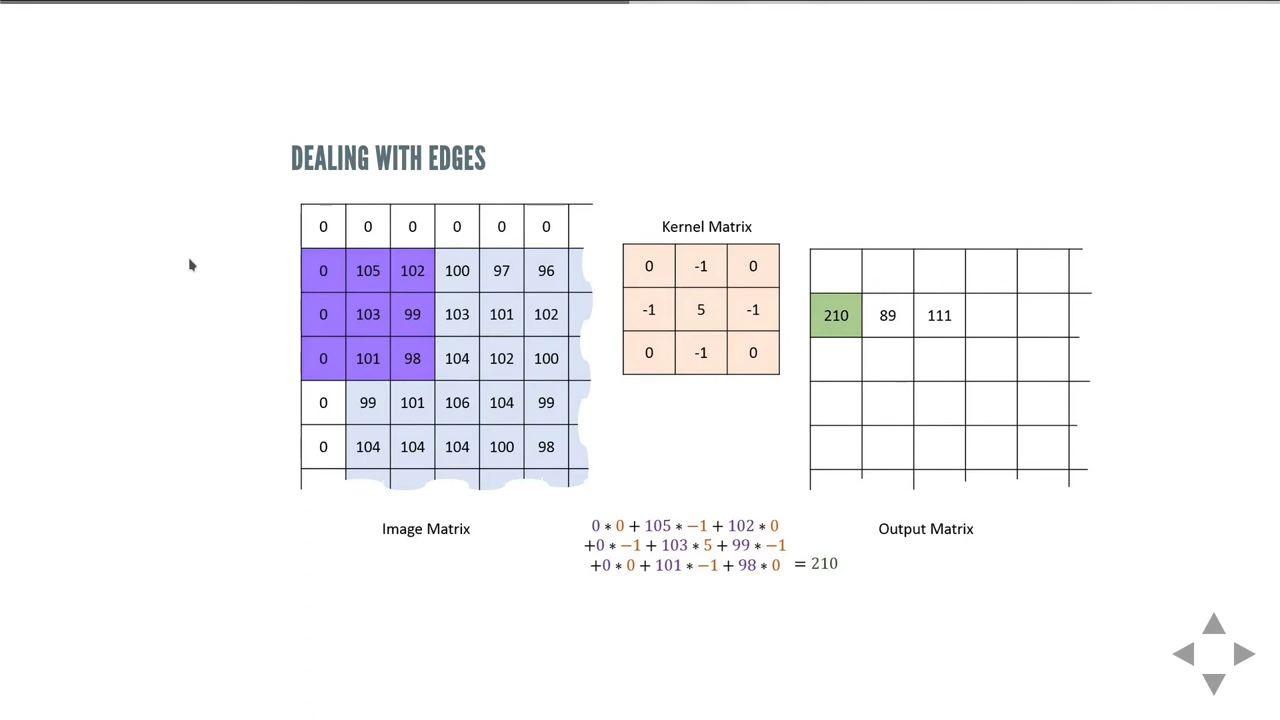 DEALING WITH EDGES
0 0 0 0 0 0
0 105 102 100 97 96
0 103 99 103 101 102
0 101 98 104 102 100
0 99 101 106 104 99
0 104 104 104 100 98
Image Matrix
Kernel Matrix
0 -1 0
-1 5 -1
0 -1 0
210 89 111
Output Matrix
0 ∗ 0 + 105 ∗ −1 + 102 ∗ 0
+0 ∗ −1 + 103 ∗ 5 + 99 ∗ −1
+0 ∗ 0 + 101 ∗ −1 + 98 ∗ 0 = 210